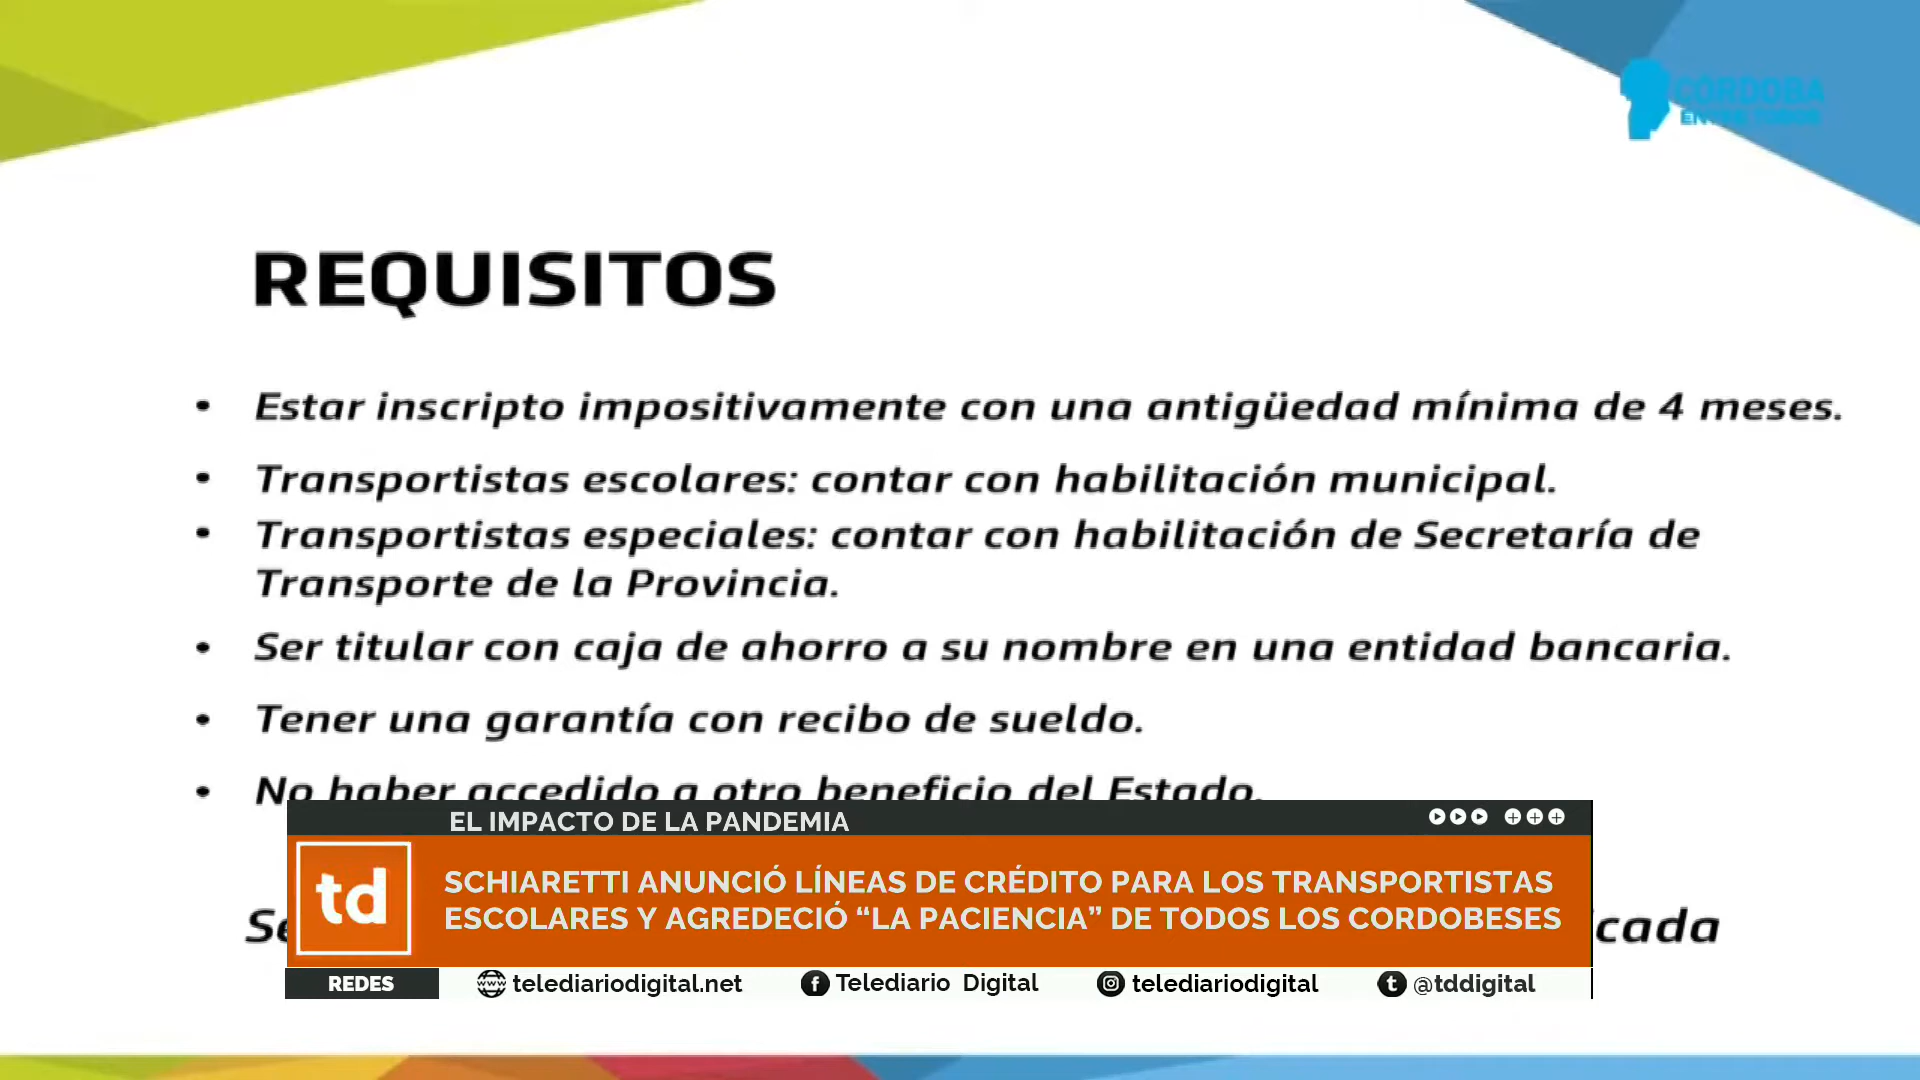 CÓRDOBA
ENTRE TODOS
REQUISITOS
• Estar inscripto impositivamente con una antigüedad mínima de 4 meses.
• Transportistas escolares: contar con habilitación municipal.
• Transportistas especiales: contar con habilitación de Secretaría de
Transporte de la Provincia.
• Ser titular con caja de ahorro a su nombre en una entidad bancaria.
• Tener una garantía con recibo de sueldo.
• No haber accedido a otro beneficio del Estado.
EL IMPACTO DE LA PANDEMIA
td
SCHIARETTI ANUNCIÓ LÍNEAS DE CRÉDITO PARA LOS TRANSPORTISTAS
ESCOLARES Y AGREDECIÓ “LA PACIENCIA” DE TODOS LOS CORDOBESES
REDES telediariodigital.net Telediario Digital telediariodigital @tddigital